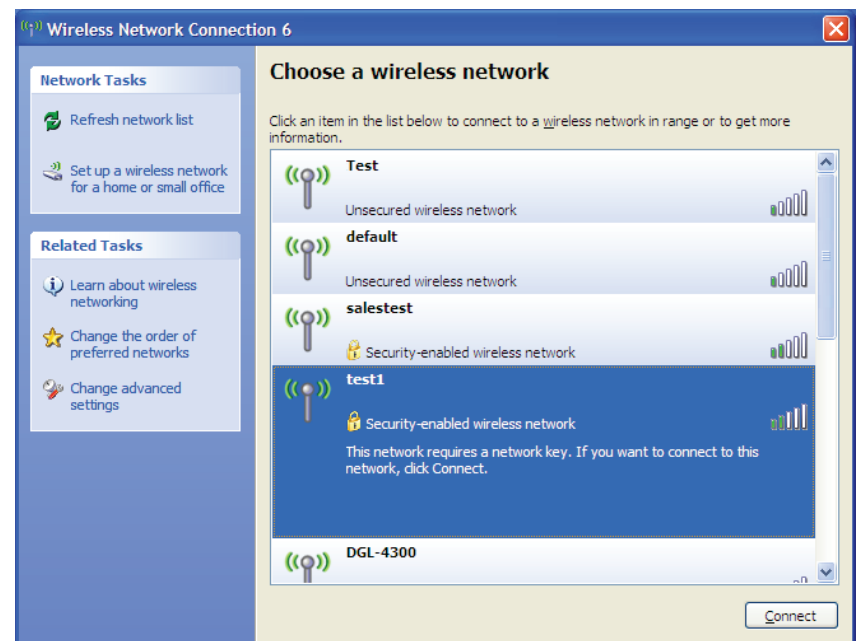 Wireless Network Connection 6
Network Tasks
Refresh network list
Set up a wireless network
for a home or small office
Related Tasks
Learn about wireless
networking
Change the order of
preferred networks
Change advanced
settings
Choose a wireless network
Click an item in the list below to connect to a wireless network in range or to get more
information.
Test
Unsecured wireless network
default
Unsecured wireless network
salestest
Security-enabled wireless network
test1
Security-enabled wireless network
This network requires a network key. If you want to connect to this
network, click Connect.
DGL-4300
Connect